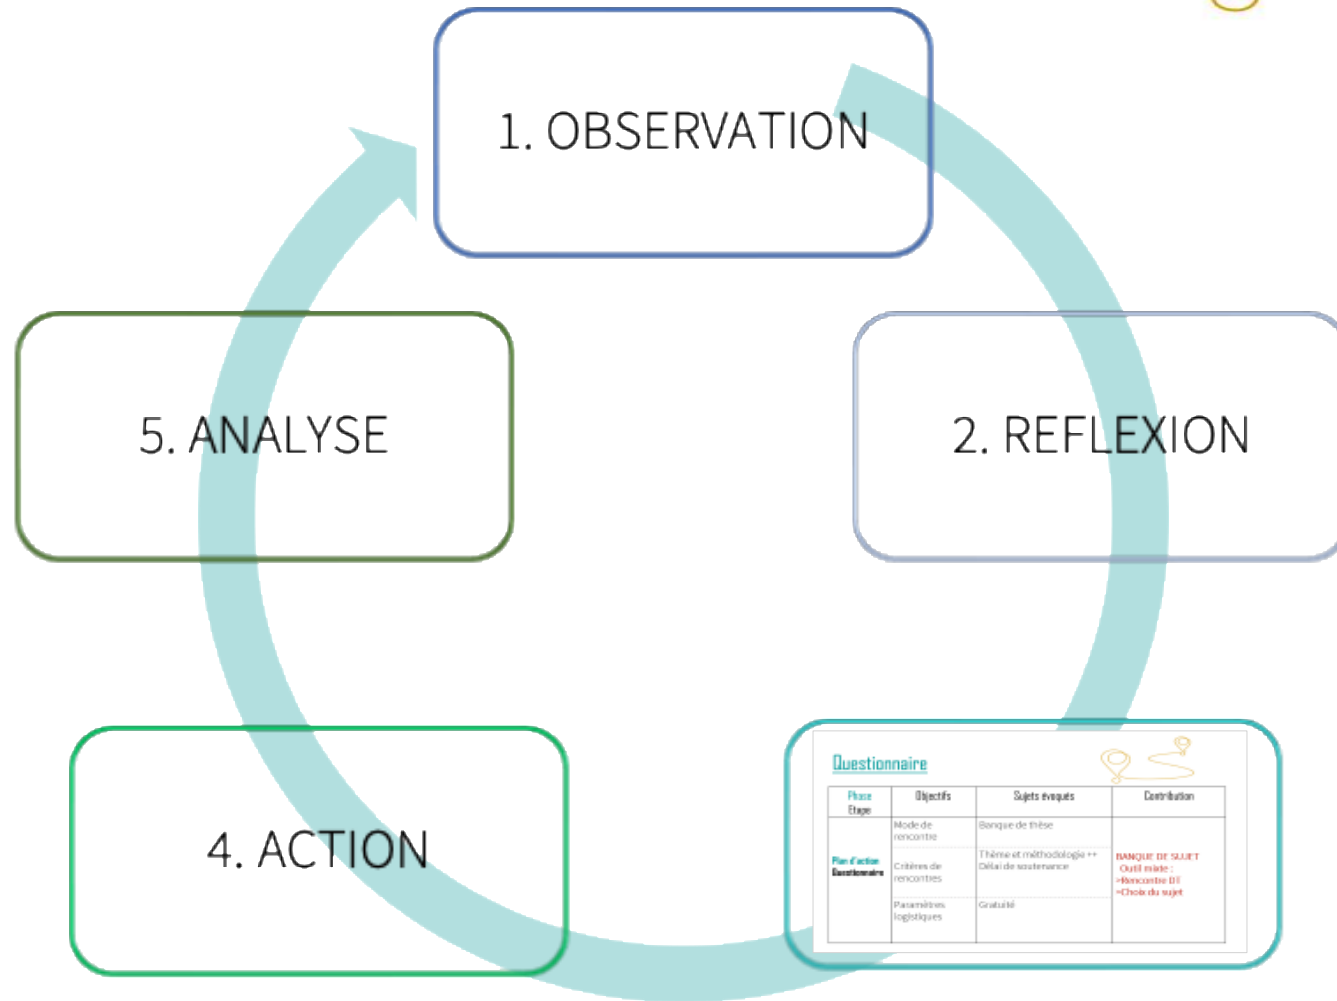 1. OBSERVATION
2. REFLEXION
Questionnaire
Phase
Etape
Objectifs
Sujets évoqués
Contribution
Plan d'action
Questionnaire
Mode de
rencontre
Banque de thèse
Critères de
rencontres
Thème et méthodologie ++
Délai de soutenance
Paramètres
logistiques
Gratuité
BANQUE DE SUJET
Outil mixte :
-Rencontre DT
-Choix du sujet
4. ACTION
5. ANALYSE